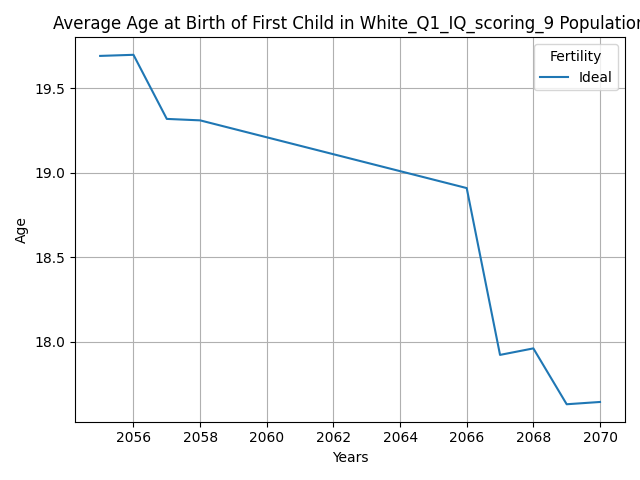 Average Age at Birth of First Child in White_Q1_IQ_scoring_9 Population
Fertility
Ideal
19.5
19.0
18.5
18.0
Age
2056 2058 2060 2062 2064 2066 2068 2070
Years